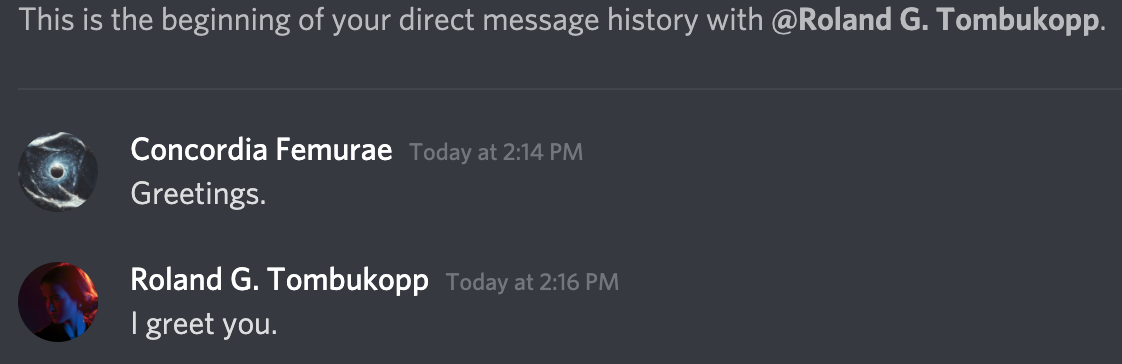 This is the beginning of your direct message history with @Roland G. Tombukopp.
Concordia Femurae Today at 2:14 PM
Greetings.
Roland G. Tombukopp Today at 2:16 PM
I greet you.